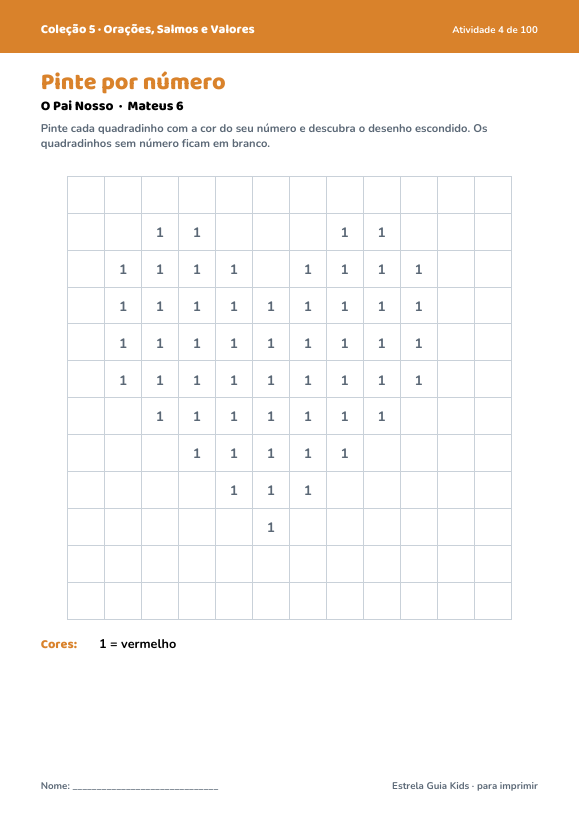 Coleção 5 · Orações, Salmos e Valores
Atividade 4 de 100
Pinte por número
O Pai Nosso · Mateus 6
Pinte cada quadradinho com a cor do seu número e descubra o desenho escondido. Os
quadradinhos sem número ficam em branco.
1 1 1 1
1 1 1 1 1 1 1 1
1 1 1 1 1 1 1 1 1
1 1 1 1 1 1 1 1 1
1 1 1 1 1 1 1 1 1
1 1 1 1 1 1 1
1 1 1 1 1
1 1 1
1
Cores: 1 = vermelho
Nome: ____________________________
Estrela Guia Kids · para imprimir